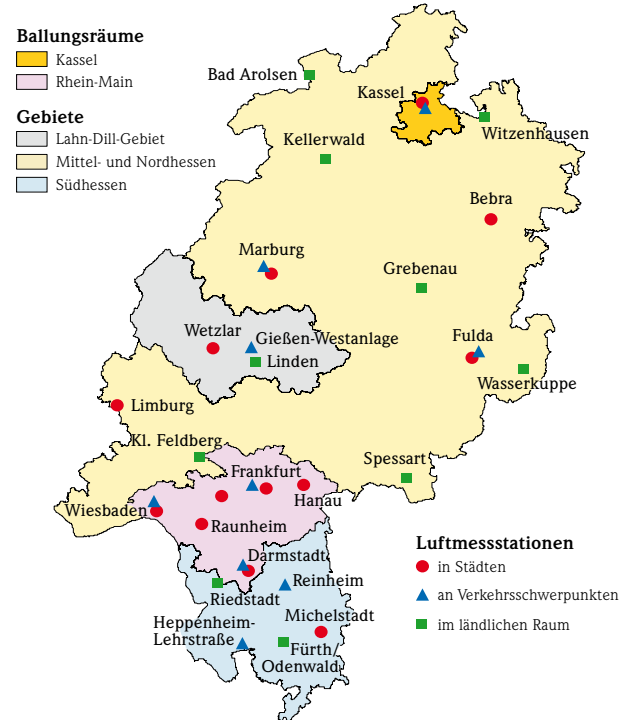 Ballungsräume
Kassel
Rhein-Main
Gebiete
Lahn-Dill-Gebiet
Mittel- und Nordhessen
Südhessen
Bad Arolsen
Kassel
Witzenhausen
Kellerwald
Bebra
Marburg
Grebenau
Wetzlar
Gießen-Westanlage
Linden
Fulda
Wasserkuppe
Limburg
Kl. Feldberg
Spessart
Frankfurt
Hanau
Wiesbaden
Raunheim
Darmstadt
Reinheim
Riedstadt
Michelstadt
Heppenheim-
Lehrstraße
Fürth/
Odenwald
Luftmessstationen
in Städten
an Verkehrsschwerpunkten
im ländlichen Raum